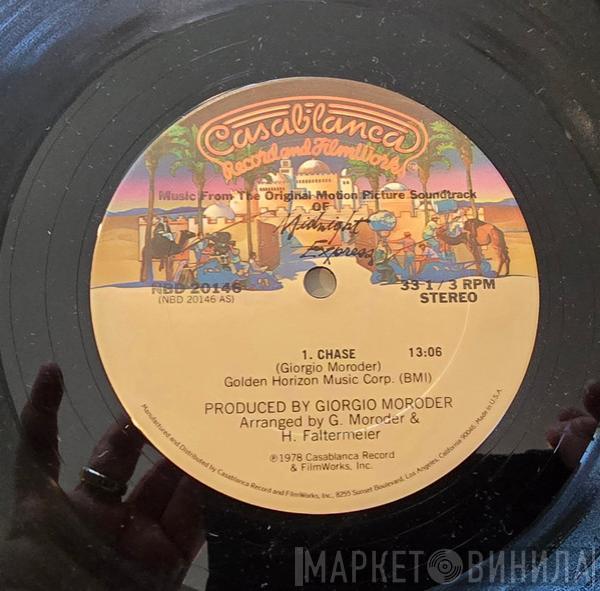 Casablanca
Record and FilmWorks
Music From The Original Motion Picture Soundtrack
OF
Midnight
Express
NBD 20146
(NBD 20146 AS)
33 1/3 RPM
STEREO
1. CHASE 13:06
(Giorgio Moroder)
Golden Horizon Music Corp. (BMI)
PRODUCED BY GIORGIO MORODER
Arranged by G. Moroder &
H. Faltermeier
℗1978 Casablanca Record
& FilmWorks, Inc.
Manufactured and Distributed by Casablanca Record and FilmWorks, Inc., 8255 Sunset Boulevard, Los Angeles, California 90046. Made in U.S.A.
МАРКЕТ ВИНИЛА